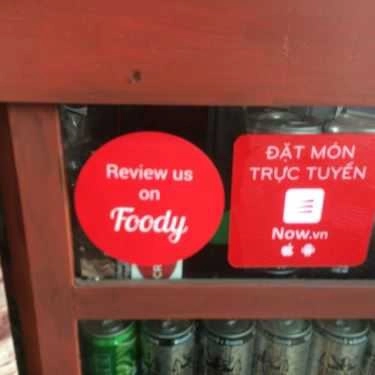 Review us
on
Foody
ĐẶT MÓN
TRỰC TUYẾN
Now.vn